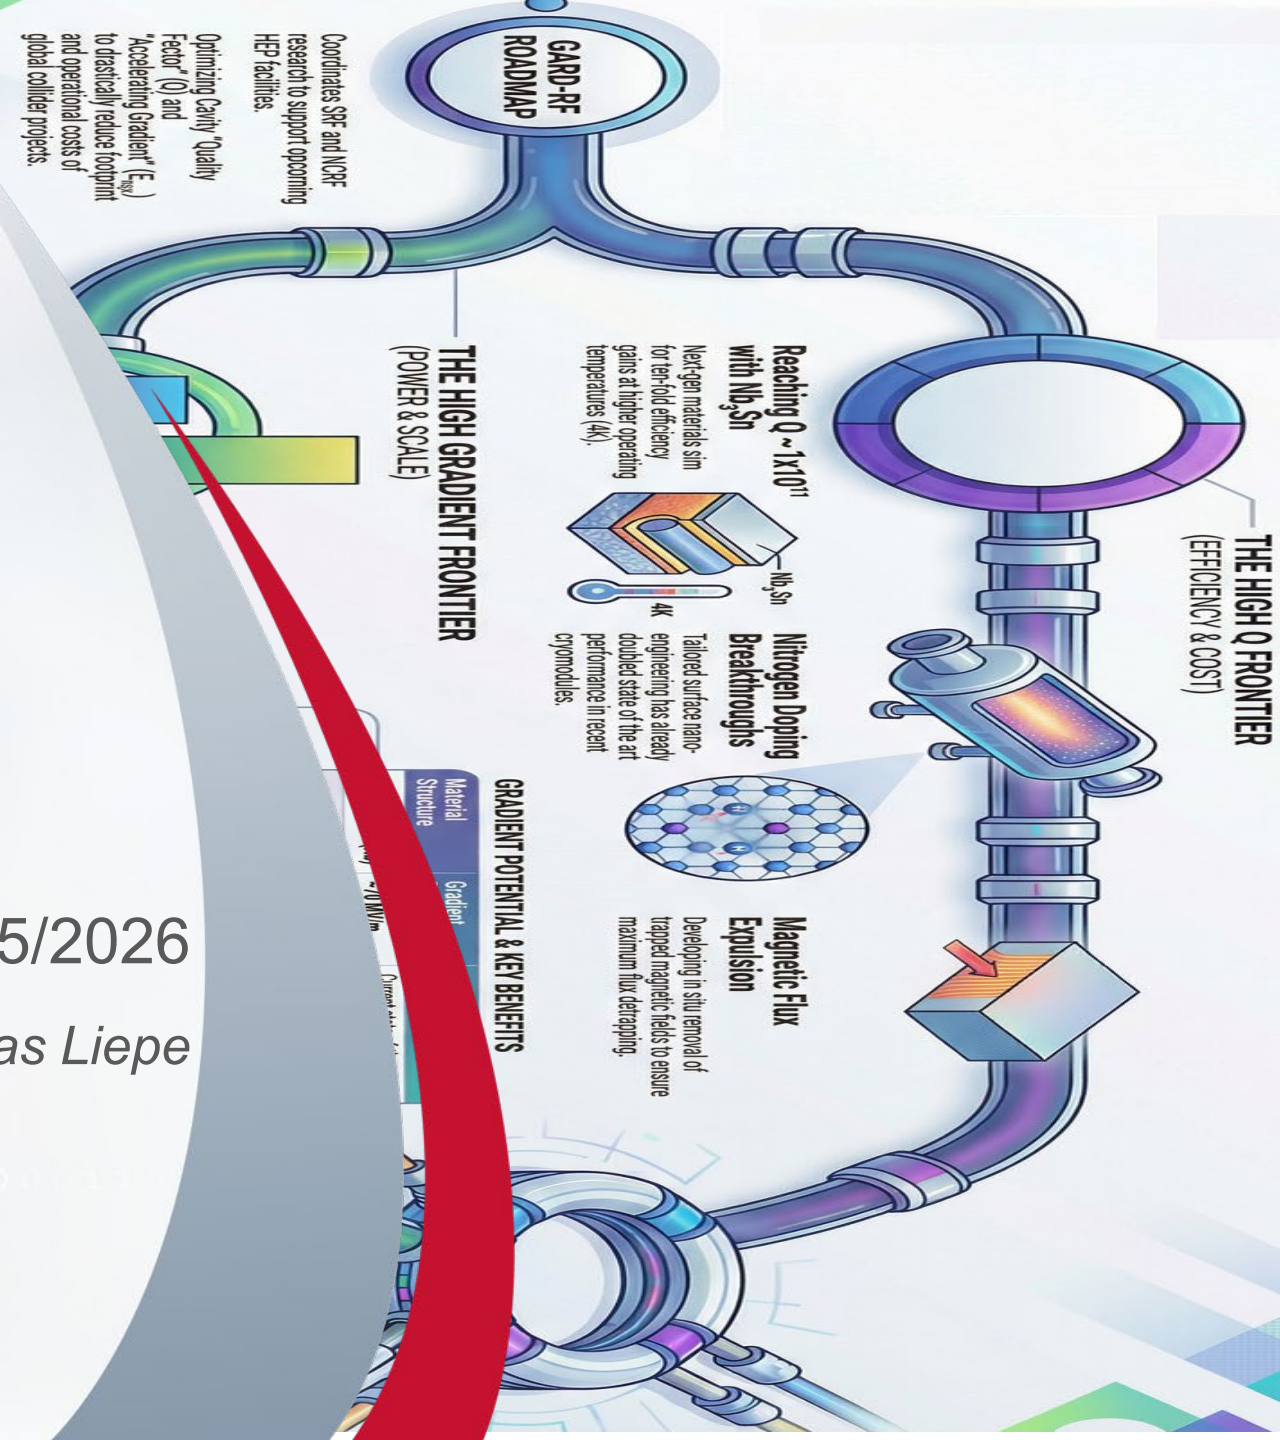 GARD-RF
ROADMAP
Coordinates SRF and NCRF
research to support opcoming
HEP facilities.
Optimizing Cavity "Quality
Fector" (Q) and
"Accelerating Gradient"
to drastically reduce footprint
and operational costs of
global collider projects.
THE HIGH Q FRONTIER
(EFFICIENCY & COST)
Reaching Q ~ 1x10¹¹
with Nb₃Sn
Next-gen materials sim
for ten-fold efficiency
gains at higher operating
temperatures (4K).
Nb₃Sn
4K
Nitrogen Doping
Breakthroughs
Tailored surface nano-
engineering has already
doubled state of the art
performance in recent
cryomodules.
Magnetic Flux
Expulsion
Developing in situ removal of
trapped magnetic fields to ensure
maximum flux detrapping.
THE HIGH GRADIENT FRONTIER
(POWER & SCALE)
GRADIENT POTENTIAL & KEY BENEFITS
Material
Structure
Gradient
~70 MV/m
5/2026
as Liepe